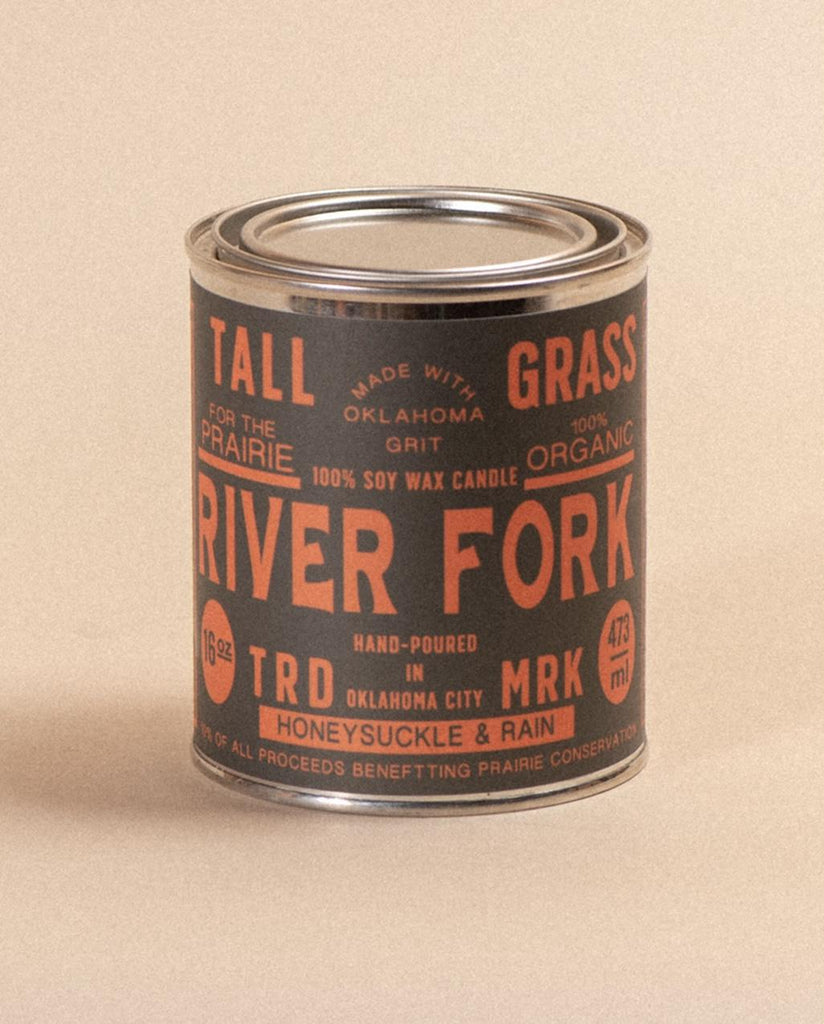 TALL GRASS
MADE WITH
OKLAHOMA
GRIT
FOR THE
PRAIRIE
100%
ORGANIC
100% SOY WAX CANDLE
RIVER FORK
16 oz
TRD
HAND-POURED
IN
OKLAHOMA CITY
MRK
473
ml
HONEYSUCKLE & RAIN
OF ALL PROCEEDS BENEFTTING PRAIRIE CONSERVATION